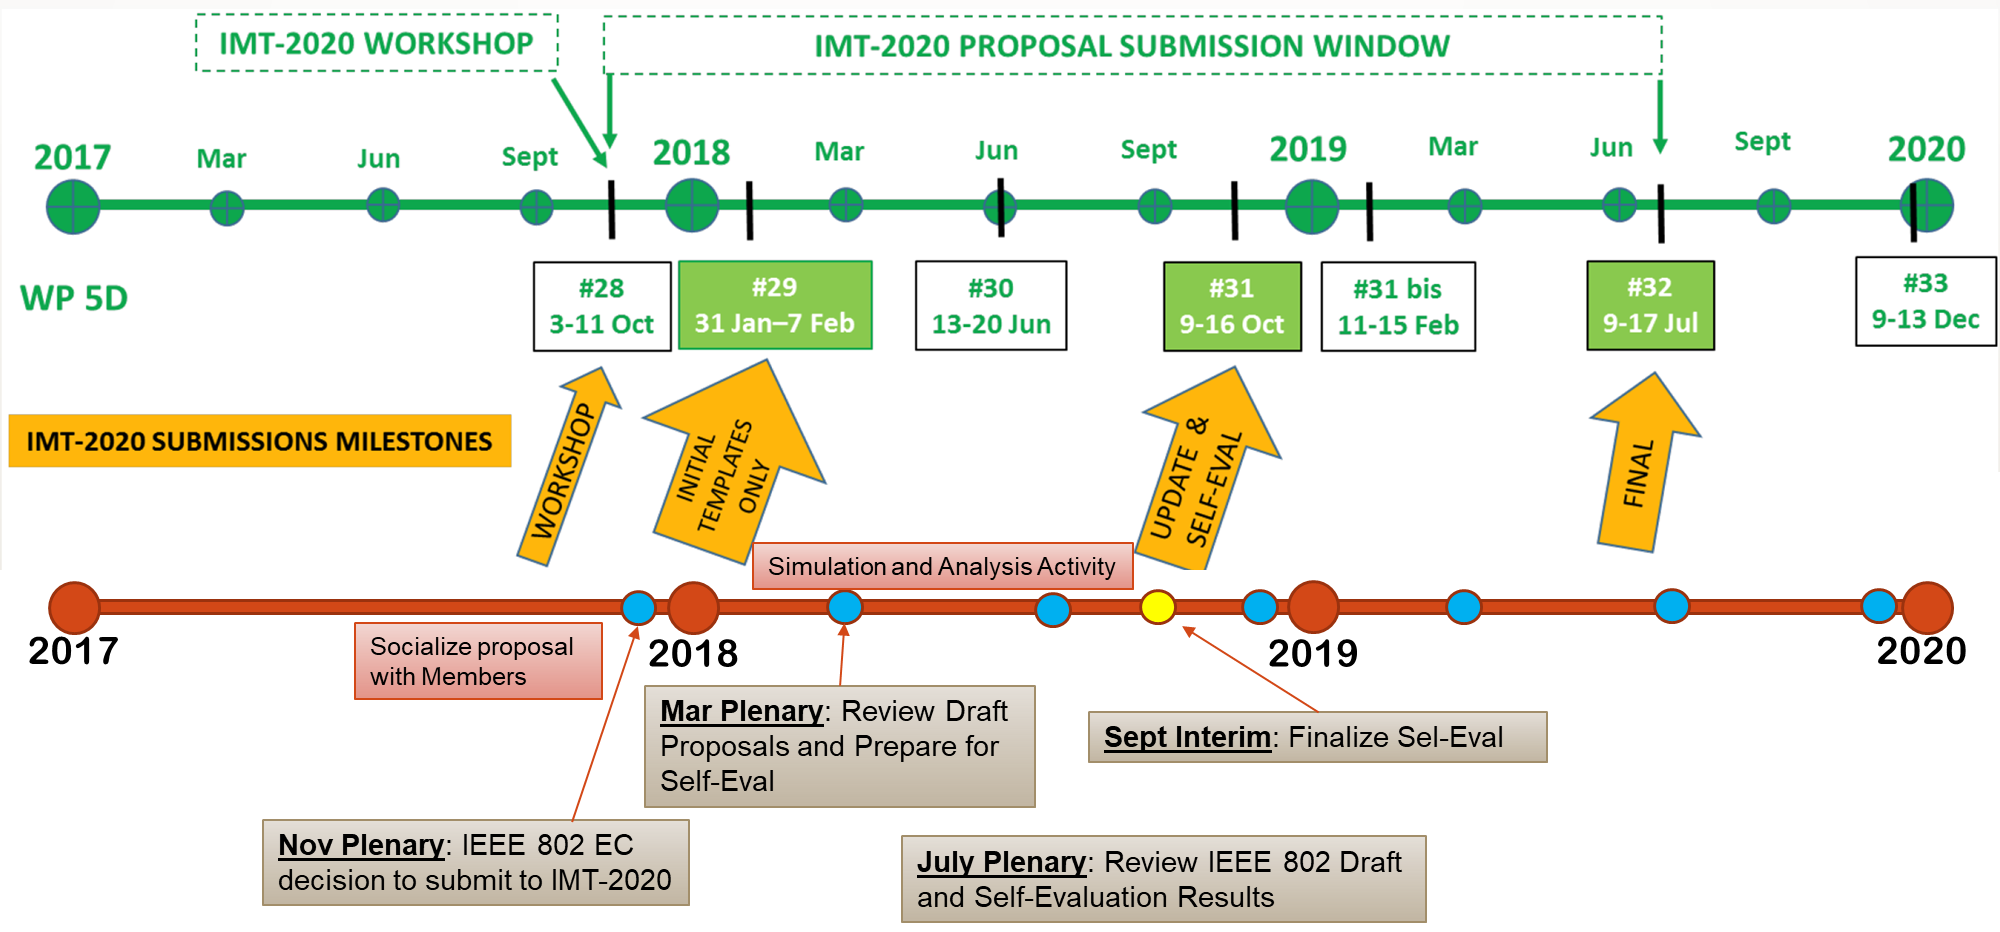 IMT-2020 WORKSHOP
IMT-2020 PROPOSAL SUBMISSION WINDOW
2017
Mar
Jun
Sept
2018
Mar
Jun
Sept
2019
Mar
Jun
Sept
2020
WP 5D
#28
3-11 Oct
#29
31 Jan–7 Feb
#30
13-20 Jun
#31
9-16 Oct
#31 bis
11-15 Feb
#32
9-17 Jul
#33
9-13 Dec
IMT-2020 SUBMISSIONS MILESTONES
WORKSHOP
INITIAL
TEMPLATES
ONLY
UPDATE &
SELF-EVAL
FINAL
Simulation and Analysis Activity
2017
2018
2019
2020
Socialize proposal
with Members
Mar Plenary: Review Draft
Proposals and Prepare for
Self-Eval
Sept Interim: Finalize Sel-Eval
Nov Plenary: IEEE 802 EC
decision to submit to IMT-2020
July Plenary: Review IEEE 802 Draft
and Self-Evaluation Results